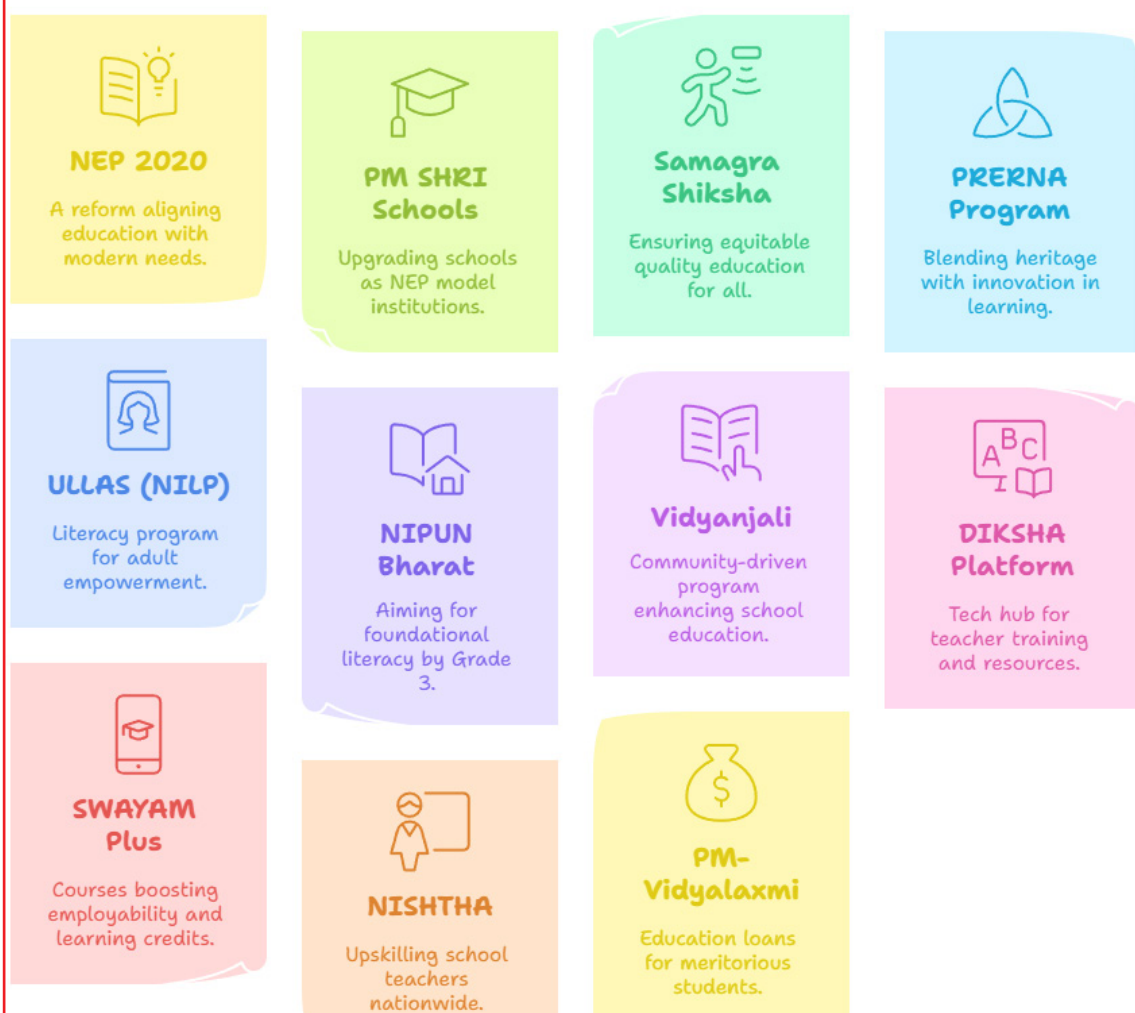 NEP 2020
A reform aligning
education with
modern needs.
PM SHRI
Schools
Upgrading schools
as NEP model
institutions.
Samagra
Shiksha
Ensuring equitable
quality education
for all.
PRERNA
Program
Blending heritage
with innovation in
learning.
ULLAS (NILP)
Literacy program
for adult
empowerment.
NIPUN
Bharat
Aiming for
foundational
literacy by Grade
3.
Vidyanjali
Community-driven
program
enhancing school
education.
A B C
I
DIKSHA
Platform
Tech hub for
teacher training
and resources.
SWAYAM
Plus
Courses boosting
employability and
learning credits.
NISHTHA
Upskilling school
teachers
nationwide.
$
PM-
Vidyalaxmi
Education loans
for meritorious
students.